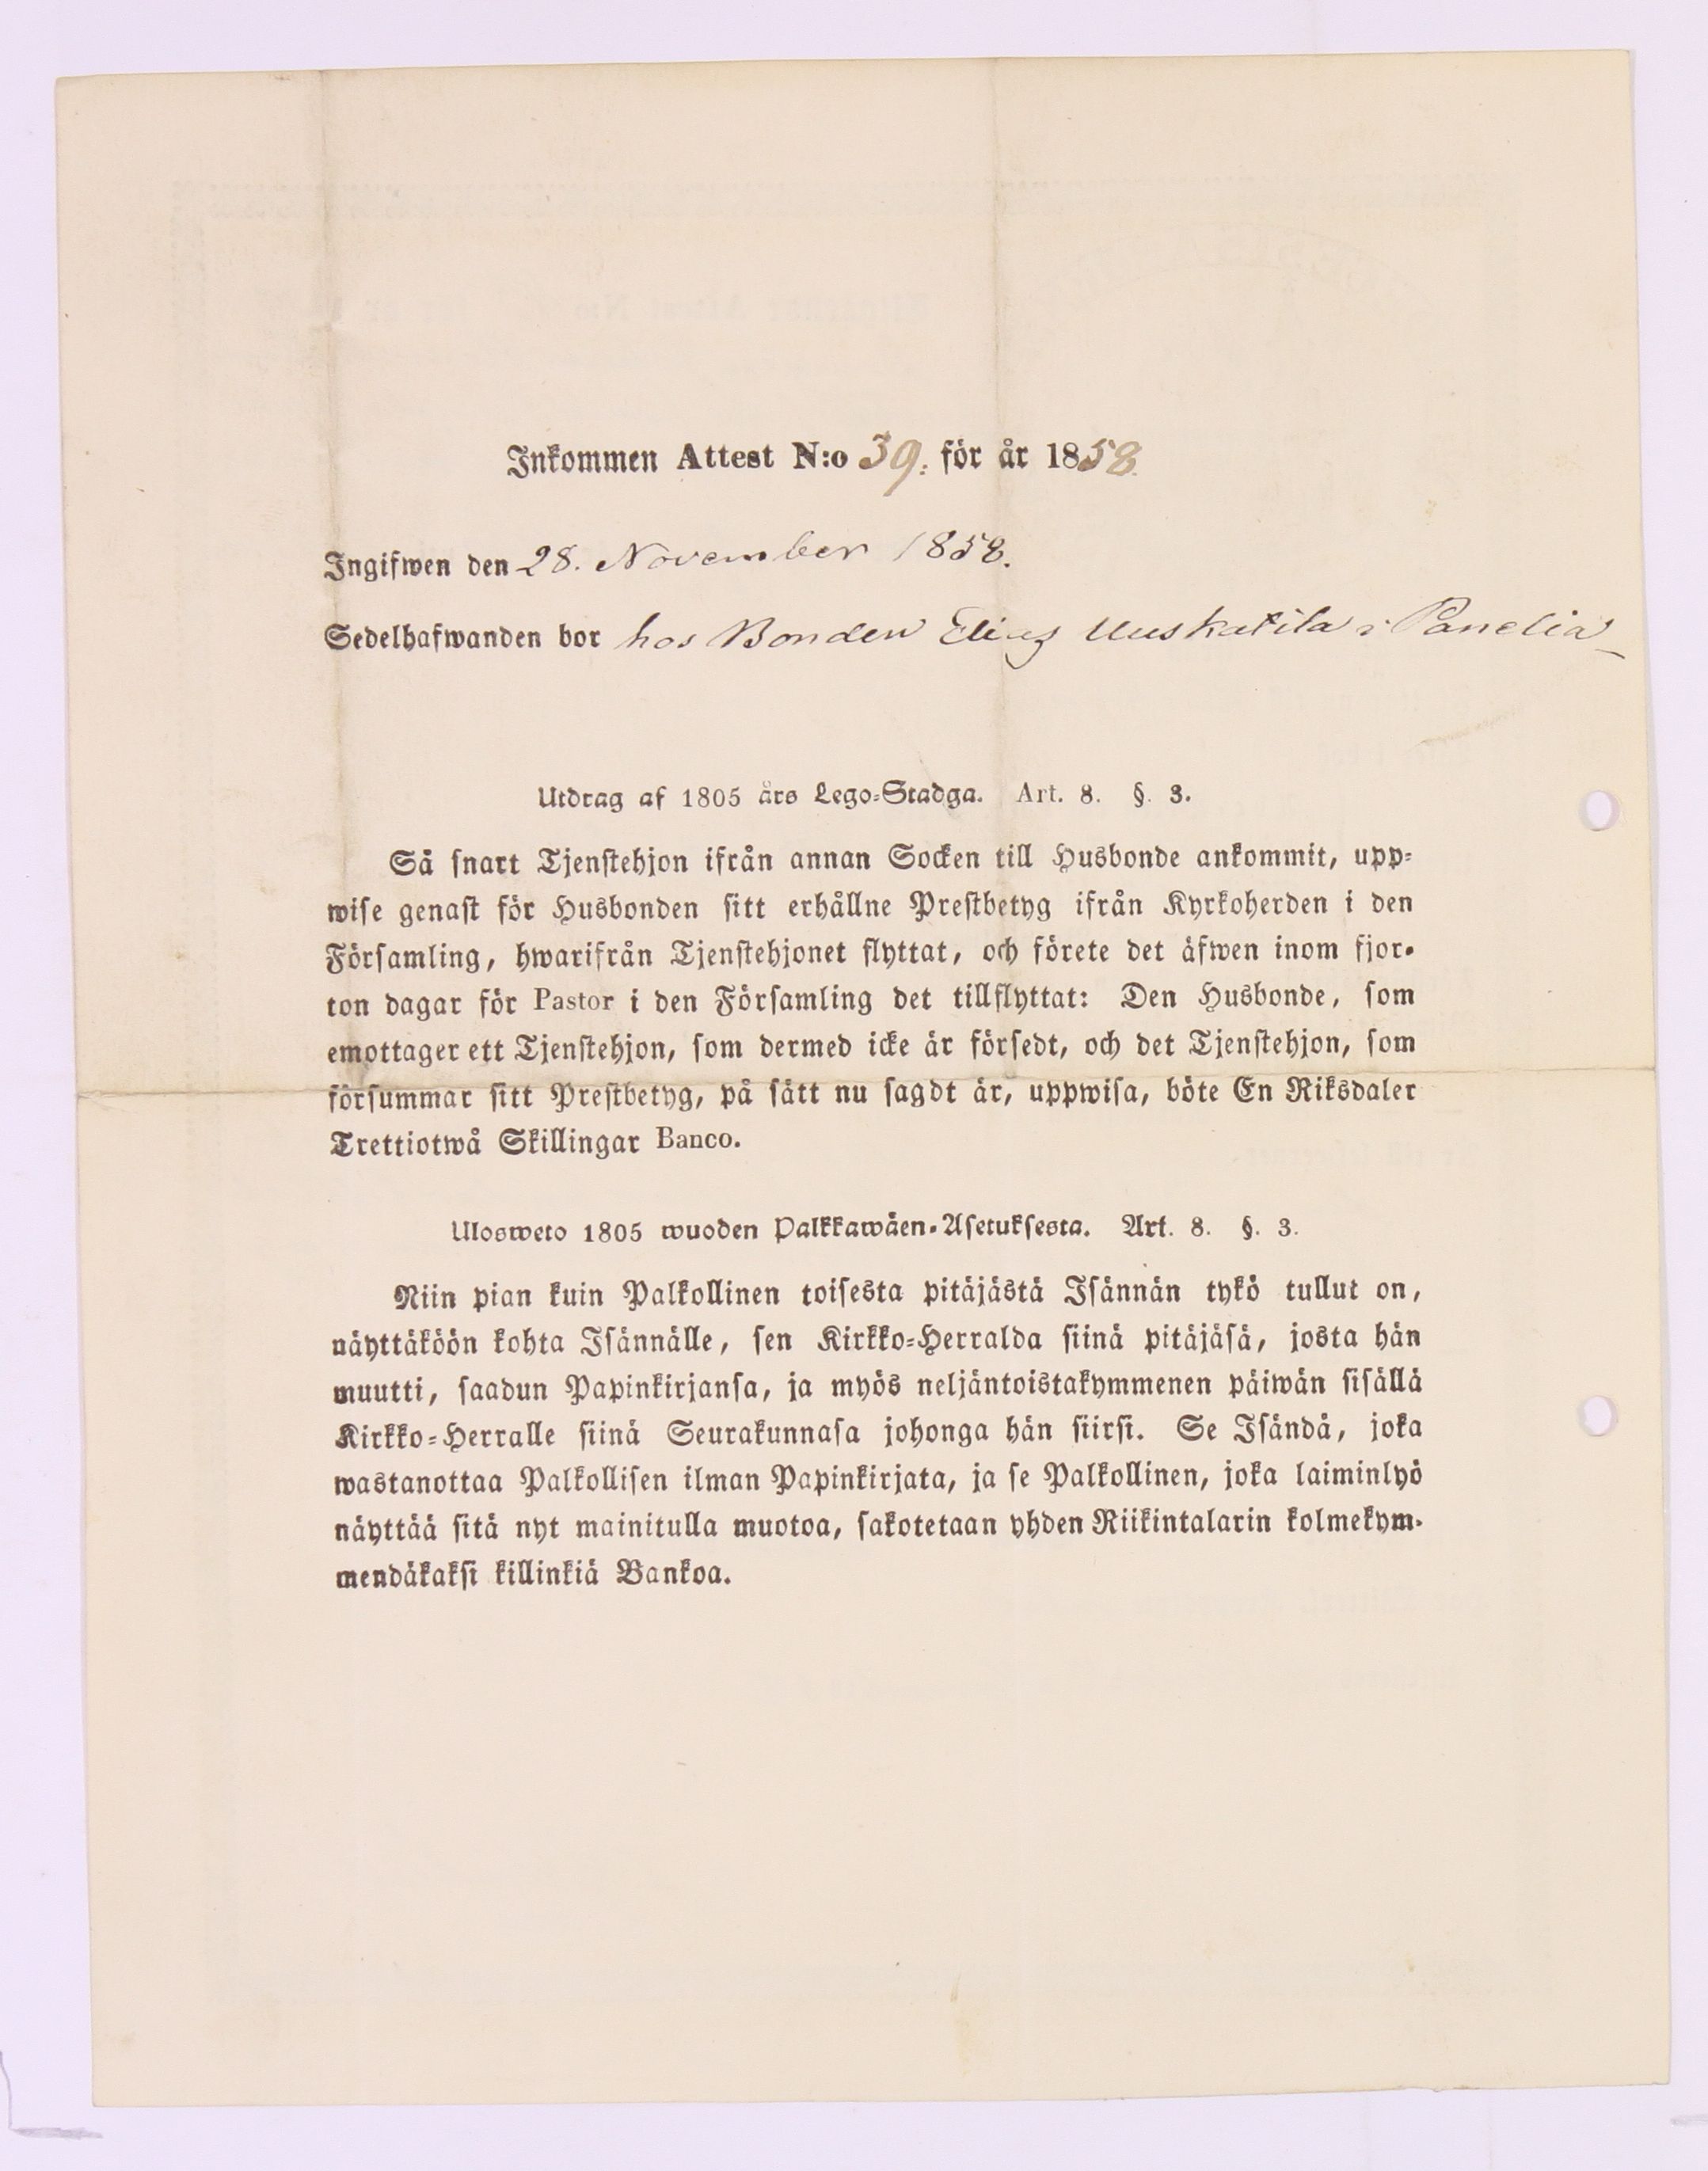 Inkommen Attest N:o 39. för år 1858.
Ingifwen den 28. November 1858.
Sedelhafwanden bor hos Bonden Elias Uuskatila i Panelia
Utdrag af 1805 års Lego-Stadga. Art. 8. §. 3.
Så snart Tjenstehjon ifrån annan Socken till Husbonde ankommit, upp-
wise genast för Husbonden sitt erhållne Prestbetyg ifrån Kyrkoherden i den
Församling, hwarifrån Tjenstehjonet flyttat, och förete det äfwen inom fjor-
ton dagar för Pastor i den Församling det tillflyttat: Den Husbonde, som
emottager ett Tjenstehjon, som dermed icke är försedt, och det Tjenstehjon, som
försummar sitt Prestbetyg, på sätt nu sagdt är, uppwisa, böte En Riksdaler
Trettiotwå Skillingar Banco.
Ulosweto 1805 wuoden Palkkawäen-Asetuksesta. Art. 8. §. 3.
Niin pian kuin Palkollinen toisesta pitäjästä Isännän tykö tullut on,
näyttäköön kohta Isännälle, sen Kirkko-Herralda siinä pitäjäsä, josta hän
muutti, saadun Papinkirjansa, ja myös neljäntoistakymmenen päiwän sisällä
Kirkko-Herralle siinä Seurakunnasa johonga hän siirsi. Se Isändä, joka
wastanottaa Palkollisen ilman Papinkirjata, ja se Palkollinen, joka laiminlyö
näyttää sitä nyt mainitulla muotoa, sakotetaan yhden Riikintalarin kolmekym-
mendäkaksi killinkiä Bankoa.